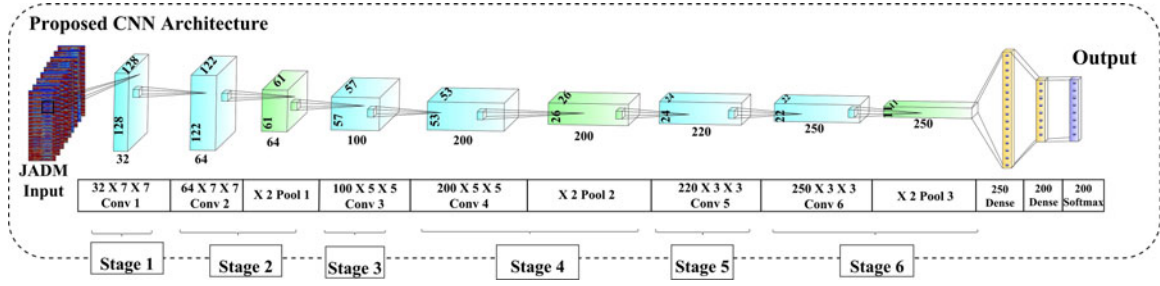 Proposed CNN Architecture
JADM
Input
128
128
32
122
122
64
61
61
64
57
57
100
53
53
200
26
26
200
24
220
22
250
11
11
250
Output
32 X 7 X 7
Conv 1
64 X 7 X 7
Conv 2
X 2 Pool 1
100 X 5 X 5
Conv 3
200 X 5 X 5
Conv 4
X 2 Pool 2
220 X 3 X 3
Conv 5
250 X 3 X 3
Conv 6
X 2 Pool 3
250
Dense
200
Dense
200
Softmax
Stage 1
Stage 2
Stage 3
Stage 4
Stage 5
Stage 6